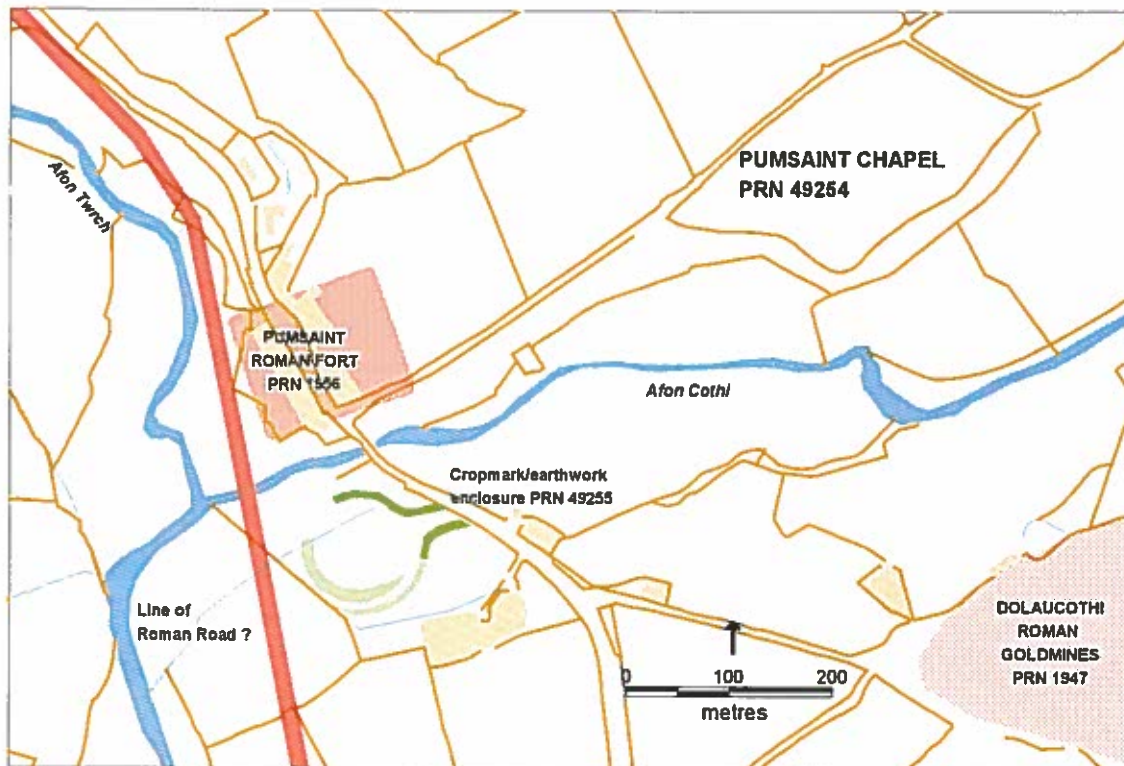 Afon Twrch
PUMSAINT CHAPEL
PRN 49254
PUMSAINT
ROMAN FORT
PRN 1556
Afon Cothi
Cropmark/earthwork
enclosure PRN 49255
Line of
Roman Road ?
DOLAUCOTHI
ROMAN
GOLDMINES
PRN 1947
0 100 200
metres